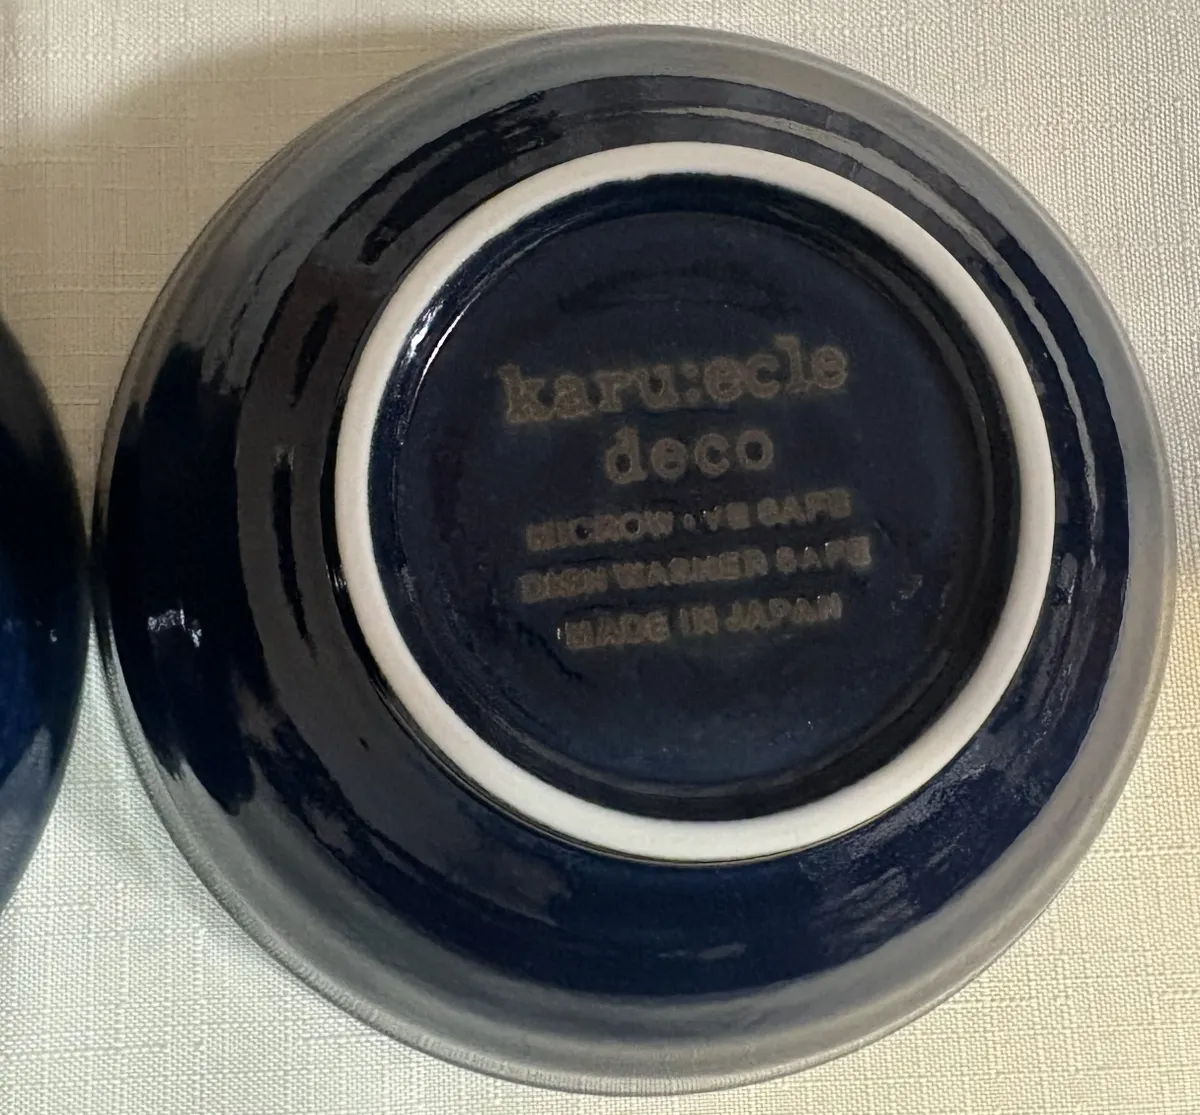 karu:ecle
deco
MICROWAVE SAFE
DISH WASHER SAFE
MADE IN JAPAN